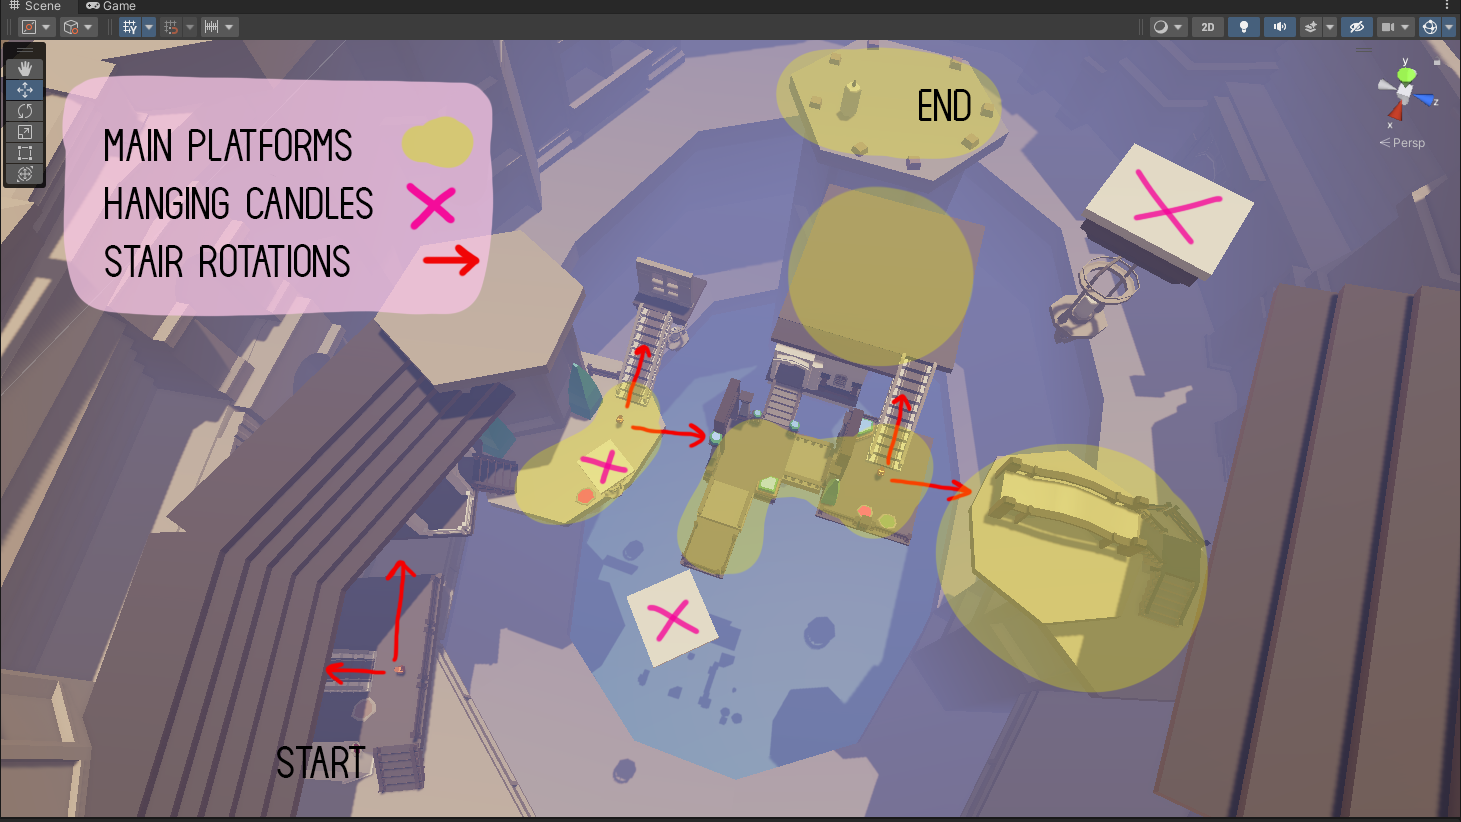 Scene
Game
2D
y
z
x
Persp
END
MAIN PLATFORMS
HANGING CANDLES
STAIR ROTATIONS
START